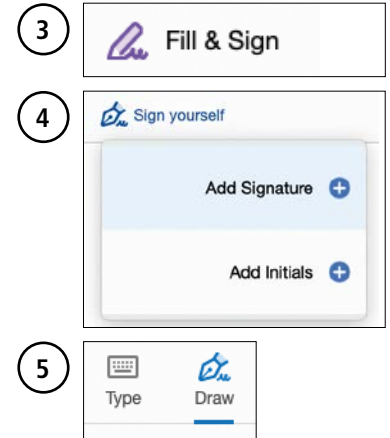 3
Fill & Sign
4
Sign yourself
Add Signature
Add Initials
5
Type Draw